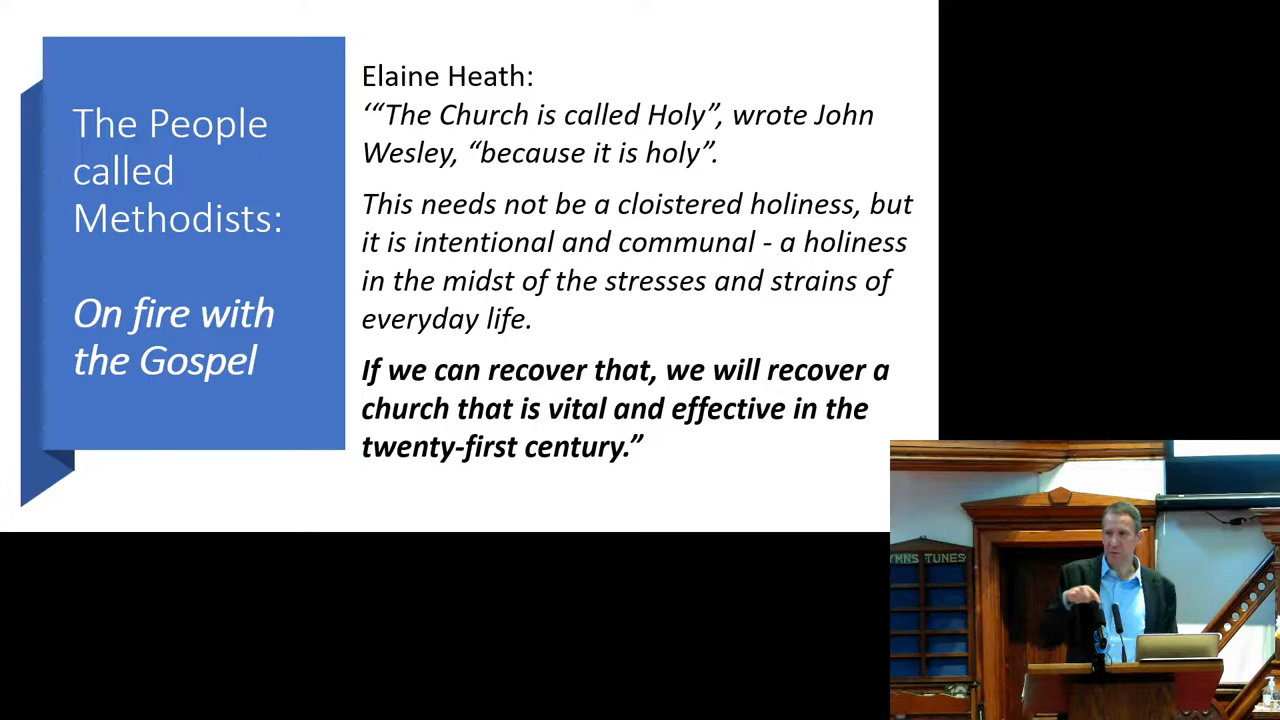 The People
called
Methodists:
On fire with
the Gospel
Elaine Heath:
‘“The Church is called Holy”, wrote John
Wesley, “because it is holy”.
This needs not be a cloistered holiness, but
it is intentional and communal - a holiness
in the midst of the stresses and strains of
everyday life.
If we can recover that, we will recover a
church that is vital and effective in the
twenty-first century.”
YMNS TUNES